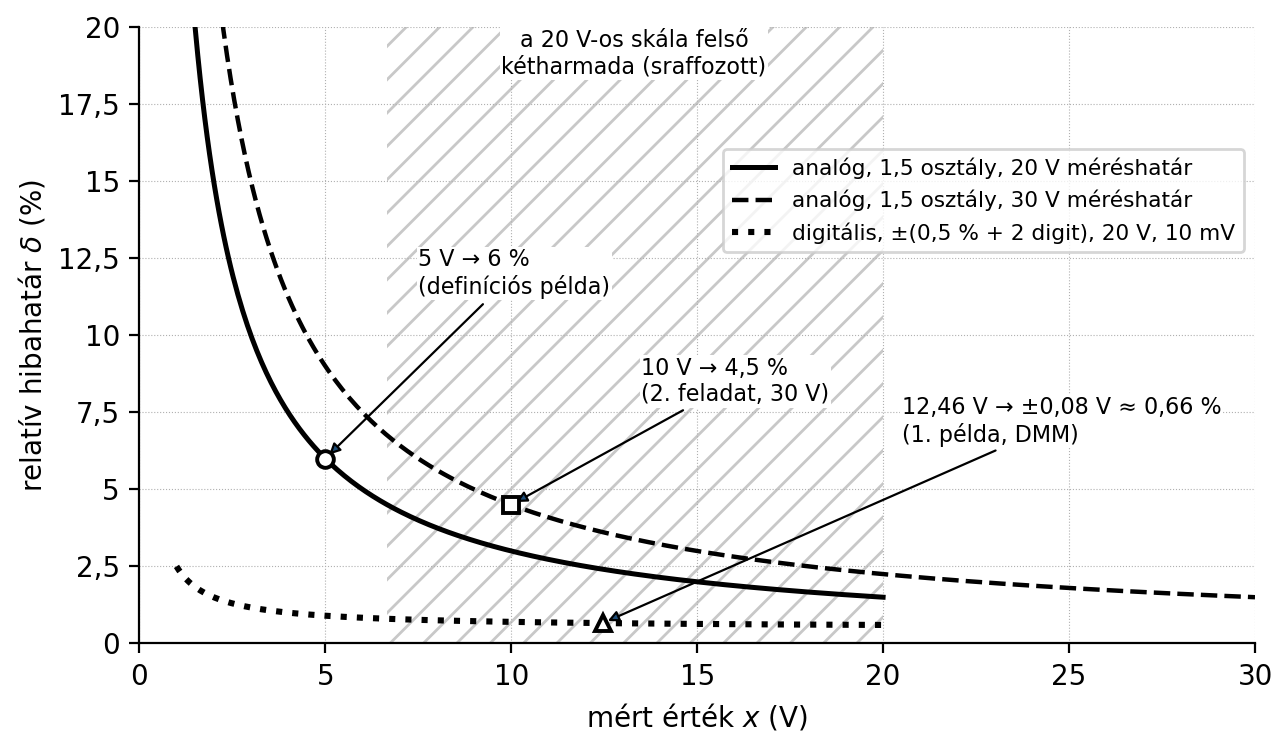 a 20 V-os skála felső
kétharmada (sraffozott)
analóg, 1,5 osztály, 20 V méréshatár
analóg, 1,5 osztály, 30 V méréshatár
digitális, ±(0,5 % + 2 digit), 20 V, 10 mV
5 V → 6 %
(definíciós példa)
10 V → 4,5 %
(2. feladat, 30 V)
12,46 V → ±0,08 V ≈ 0,66 %
(1. példa, DMM)
relatív hibahatár δ (%)
20
17,5
15
12,5
10
7,5
5
2,5
0
0 5 10 15 20 25 30
mért érték x (V)